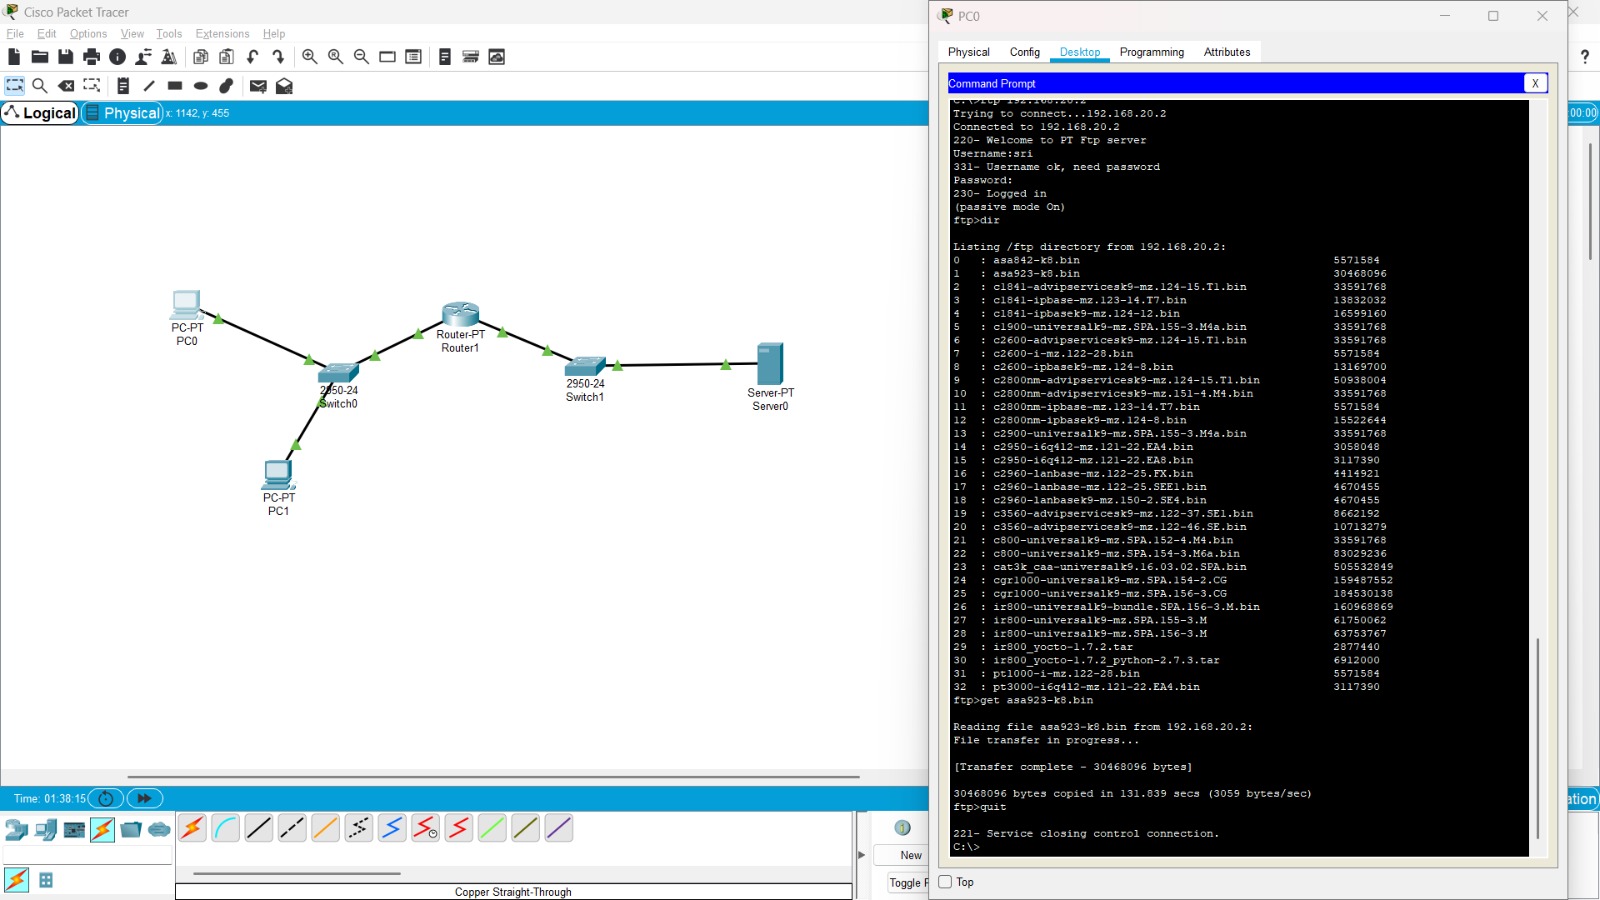 Cisco Packet Tracer
File Edit Options View Tools Extensions Help
Logical Physical x: 1142, y: 455
PC-PT
PC0
Router-PT
Router1
2950-24
Switch0
2950-24
Switch1
Server-PT
Server0
PC-PT
PC1
Time: 01:38:15
Copper Straight-Through
New
Toggle
PC0
Physical Config Desktop Programming Attributes
Command Prompt X
C:\>ftp 192.168.20.2
Trying to connect...192.168.20.2
Connected to 192.168.20.2
220- Welcome to PT Ftp server
Username:sri
331- Username ok, need password
Password:
230- Logged in
(passive mode On)
ftp>dir
Listing /ftp directory from 192.168.20.2:
0 : asa842-k8.bin 5571584
1 : asa923-k8.bin 30468096
2 : c1841-advipservicesk9-mz.124-15.T1.bin 33591768
3 : c1841-ipbase-mz.123-14.T7.bin 13832032
4 : c1841-ipbasek9-mz.124-12.bin 16599160
5 : c1900-universalk9-mz.SPA.155-3.M4a.bin 33591768
6 : c2600-advipservicesk9-mz.124-15.T1.bin 33591768
7 : c2600-i-mz.122-28.bin 5571584
8 : c2600-ipbasek9-mz.124-8.bin 13169700
9 : c2800nm-advipservicesk9-mz.124-15.T1.bin 50938004
10 : c2800nm-advipservicesk9-mz.151-4.M4.bin 33591768
11 : c2800nm-ipbase-mz.123-14.T7.bin 5571584
12 : c2800nm-ipbasek9-mz.124-8.bin 15522644
13 : c2900-universalk9-mz.SPA.155-3.M4a.bin 33591768
14 : c2950-i6q4l2-mz.121-22.EA4.bin 3058048
15 : c2950-i6q4l2-mz.121-22.EA8.bin 3117390
16 : c2960-lanbase-mz.122-25.FX.bin 4414921
17 : c2960-lanbase-mz.122-25.SEE1.bin 4670455
18 : c2960-lanbasek9-mz.150-2.SE4.bin 4670455
19 : c3560-advipservicesk9-mz.122-37.SE1.bin 8662192
20 : c3560-advipservicesk9-mz.122-46.SE.bin 10713279
21 : c800-universalk9-mz.SPA.152-4.M4.bin 33591768
22 : c800-universalk9-mz.SPA.154-3.M6a.bin 83029236
23 : cat3k_caa-universalk9.16.03.02.SPA.bin 505532849
24 : cgr1000-universalk9-mz.SPA.154-2.CG 159487552
25 : cgr1000-universalk9-mz.SPA.156-3.CG 184530138
26 : ir800-universalk9-bundle.SPA.156-3.M.bin 160968869
27 : ir800-universalk9-mz.SPA.155-3.M 61750062
28 : ir800-universalk9-mz.SPA.156-3.M 63753767
29 : ir800_yocto-1.7.2.tar 2877440
30 : ir800_yocto-1.7.2_python-2.7.3.tar 6912000
31 : pt1000-i-mz.122-28.bin 5571584
32 : pt3000-i6q4l2-mz.121-22.EA4.bin 3117390
ftp>get asa923-k8.bin
Reading file asa923-k8.bin from 192.168.20.2:
File transfer in progress...
[Transfer complete - 30468096 bytes]
30468096 bytes copied in 131.839 secs (3059 bytes/sec)
ftp>quit
221- Service closing control connection.
C:\>
Top
?
:00:00
ation